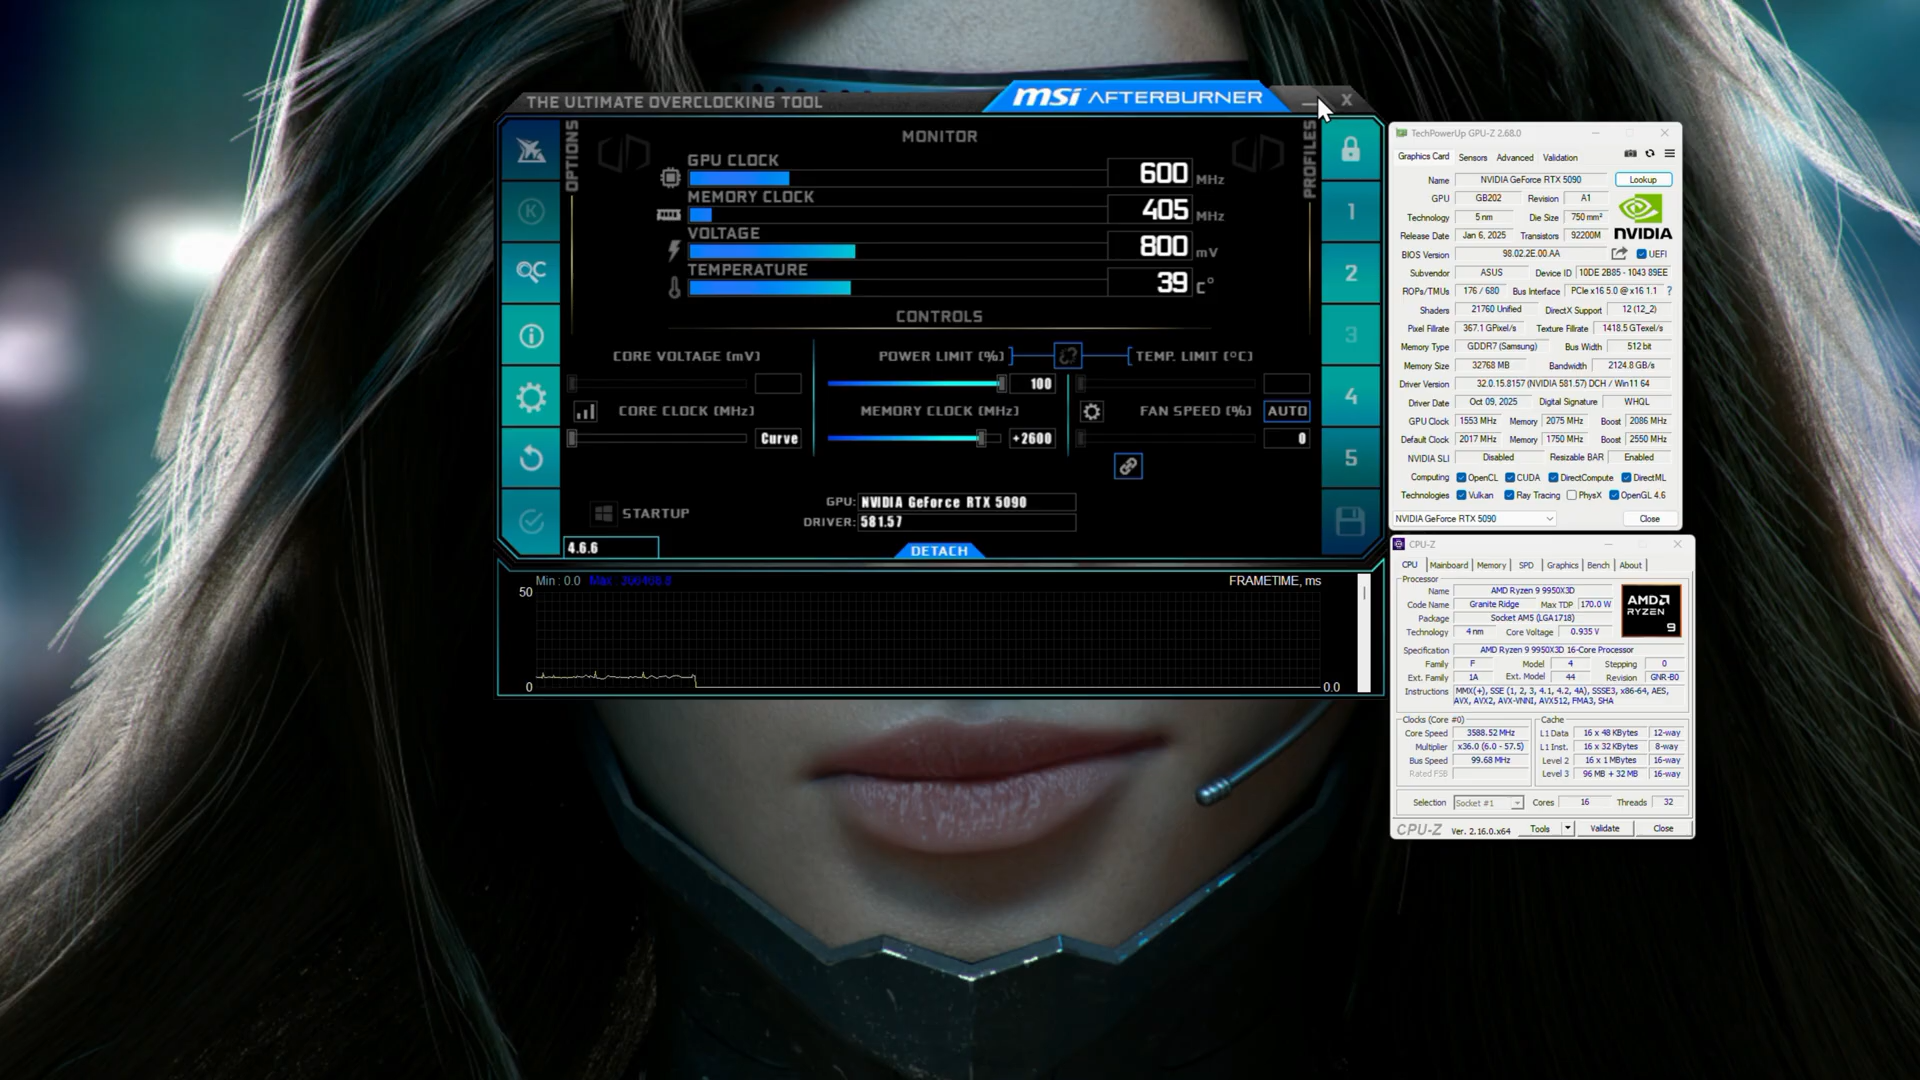 THE ULTIMATE OVERCLOCKING TOOL
msi AFTERBURNER
X
OPTIONS
PROFILES
MONITOR
GPU CLOCK
600 MHz
MEMORY CLOCK
405 MHz
VOLTAGE
800 mV
TEMPERATURE
39 C°
CONTROLS
CORE VOLTAGE (mV)
POWER LIMIT (%)
TEMP. LIMIT (°C)
100
CORE CLOCK (MHz)
MEMORY CLOCK (MHz)
FAN SPEED (%)
AUTO
Curve
+2600
0
K
1
2
3
4
5
STARTUP
GPU: NVIDIA GeForce RTX 5090
DRIVER: 581.57
4.6.6
DETACH
Min : 0.0
FRAMETIME, ms
50
0
0.0
TechPowerUp GPU-Z 2.68.0
Graphics Card Sensors Advanced Validation
Name NVIDIA GeForce RTX 5090 Lookup
GPU GB202 Revision A1
Technology 5 nm Die Size 750 mm²
NVIDIA
Release Date Jan 6, 2025 Transistors 92200M
BIOS Version 98.02.2E.00.AA UEFI
Subvendor ASUS Device ID 10DE 2B85 - 1043 89EE
ROPs/TMUs 176 / 680 Bus Interface PCIe x16 5.0 @ x16 1.1 ?
Shaders 21760 Unified DirectX Support 12 (12_2)
Pixel Fillrate 367.1 GPixel/s Texture Fillrate 1418.5 GTexel/s
Memory Type GDDR7 (Samsung) Bus Width 512 bit
Memory Size 32768 MB Bandwidth 2124.8 GB/s
Driver Version 32.0.15.8157 (NVIDIA 581.57) DCH / Win11 64
Driver Date Oct 09, 2025 Digital Signature WHQL
GPU Clock 1553 MHz Memory 2075 MHz Boost 2086 MHz
Default Clock 2017 MHz Memory 1750 MHz Boost 2550 MHz
NVIDIA SLI Disabled Resizable BAR Enabled
Computing OpenCL CUDA DirectCompute DirectML
Technologies Vulkan Ray Tracing PhysX OpenGL 4.6
NVIDIA GeForce RTX 5090 Close
CPU-Z
CPU Mainboard Memory SPD Graphics Bench About
Processor
Name AMD Ryzen 9 9950X3D
Code Name Granite Ridge Max TDP 170.0 W
Package Socket AM5 (LGA1718)
Technology 4 nm Core Voltage 0.935 V
AMD
RYZEN
9
Specification AMD Ryzen 9 9950X3D 16-Core Processor
Family F Model 4 Stepping 0
Ext. Family 1A Ext. Model 44 Revision GNR-B0
Instructions MMX(+), SSE (1, 2, 3, 4.1, 4.2, 4A), SSSE3, x86-64, AES,
AVX, AVX2, AVX-VNNI, AVX512, FMA3, SHA
Clocks (Core #0)
Cache
Core Speed 3588.52 MHz L1 Data 16 x 48 KBytes 12-way
Multiplier x36.0 (6.0 - 57.5) L1 Inst. 16 x 32 KBytes 8-way
Bus Speed 99.68 MHz Level 2 16 x 1 MBytes 16-way
Rated FSB Level 3 96 MB + 32 MB 16-way
Selection Socket #1 Cores 16 Threads 32
CPU-Z Ver. 2.16.0.x64 Tools Validate Close